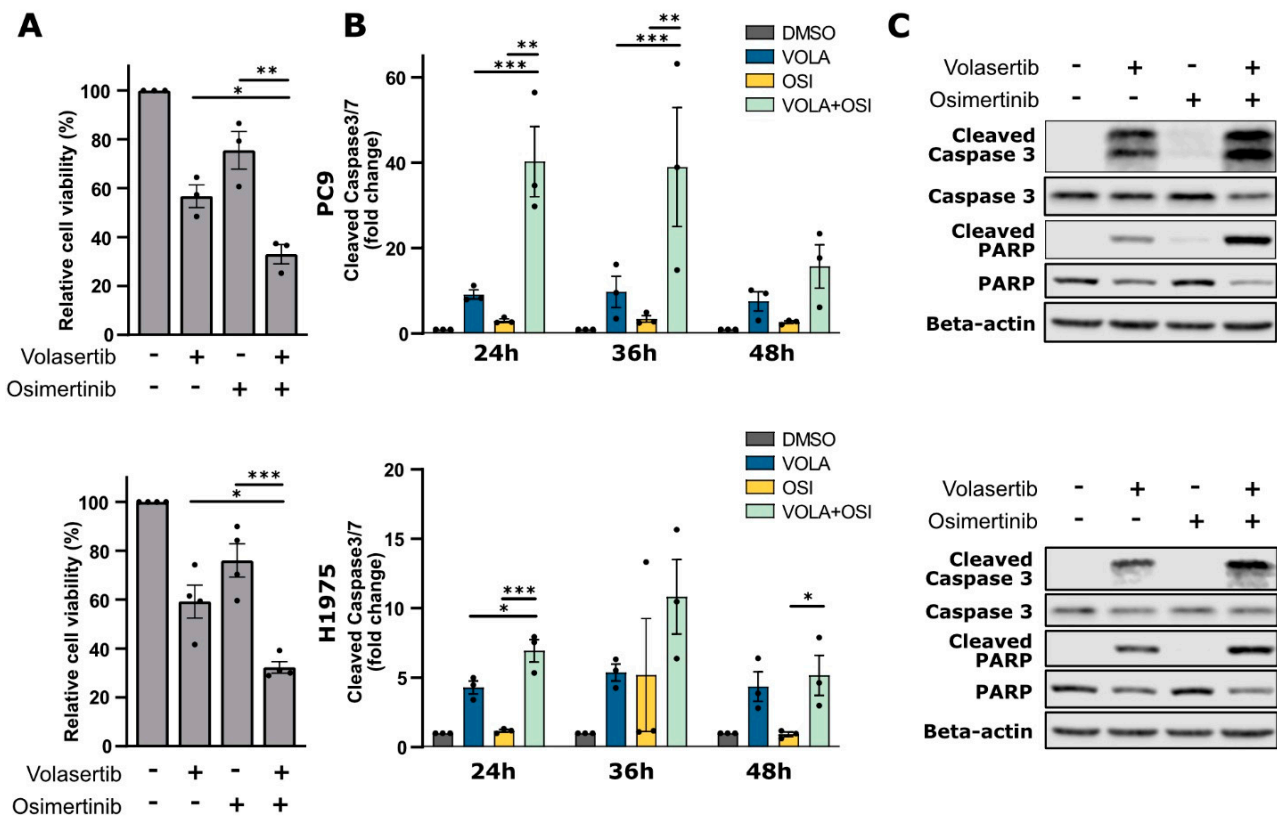 A
Relative cell viability (%)
100
80
60
40
20
0
**
*
Volasertib - + - +
Osimertinib - - + +
B
PC9
Cleaved Caspase3/7
(fold change)
60
40
20
0
**
***
**
***
DMSO
VOLA
OSI
VOLA+OSI
24h 36h 48h
C
Volasertib - + - +
Osimertinib - - + +
Cleaved
Caspase 3
Caspase 3
Cleaved
PARP
PARP
Beta-actin
Relative cell viability (%)
100
80
60
40
20
0
***
*
Volasertib - + - +
Osimertinib - - + +
H1975
Cleaved Caspase3/7
(fold change)
20
15
10
5
0
***
*
*
DMSO
VOLA
OSI
VOLA+OSI
24h 36h 48h
Volasertib - + - +
Osimertinib - - + +
Cleaved
Caspase 3
Caspase 3
Cleaved
PARP
PARP
Beta-actin